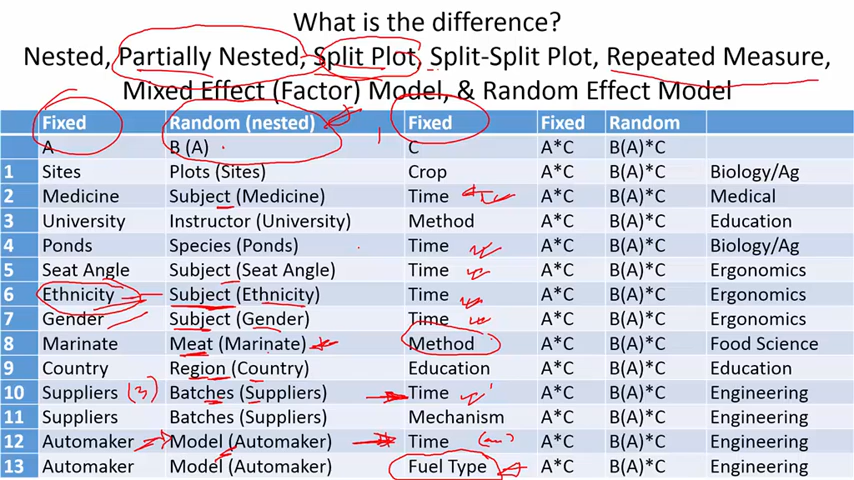 What is the difference?
Nested, Partially Nested, Split Plot, Split-Split Plot, Repeated Measure,
Mixed Effect (Factor) Model, & Random Effect Model
Fixed Random (nested) Fixed Fixed Random
A B (A) C A*C B(A)*C
1 Sites Plots (Sites) Crop A*C B(A)*C Biology/Ag
2 Medicine Subject (Medicine) Time A*C B(A)*C Medical
3 University Instructor (University) Method A*C B(A)*C Education
4 Ponds Species (Ponds) Time A*C B(A)*C Biology/Ag
5 Seat Angle Subject (Seat Angle) Time A*C B(A)*C Ergonomics
6 Ethnicity Subject (Ethnicity) Time A*C B(A)*C Ergonomics
7 Gender Subject (Gender) Time A*C B(A)*C Ergonomics
8 Marinate Meat (Marinate) Method A*C B(A)*C Food Science
9 Country Region (Country) Education A*C B(A)*C Education
10 Suppliers (3) Batches (Suppliers) Time A*C B(A)*C Engineering
11 Suppliers Batches (Suppliers) Mechanism A*C B(A)*C Engineering
12 Automaker Model (Automaker) Time A*C B(A)*C Engineering
13 Automaker Model (Automaker) Fuel Type A*C B(A)*C Engineering